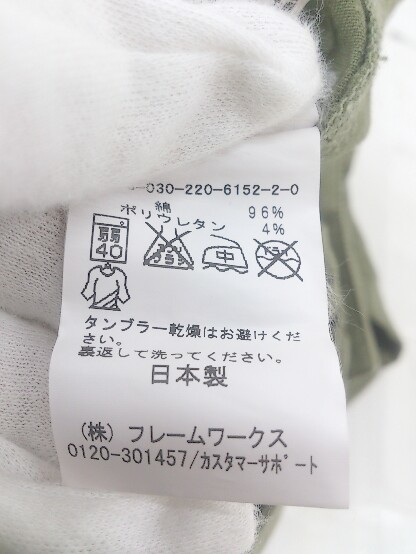 -030-220-6152-2-0
綿 96%
ポリウレタン 4%
弱
40
中
タンブラー乾燥はお避けくだ
さい。
裏返して洗ってください。
日本製
(株) フレームワークス
0120-301457/カスタマーサポート